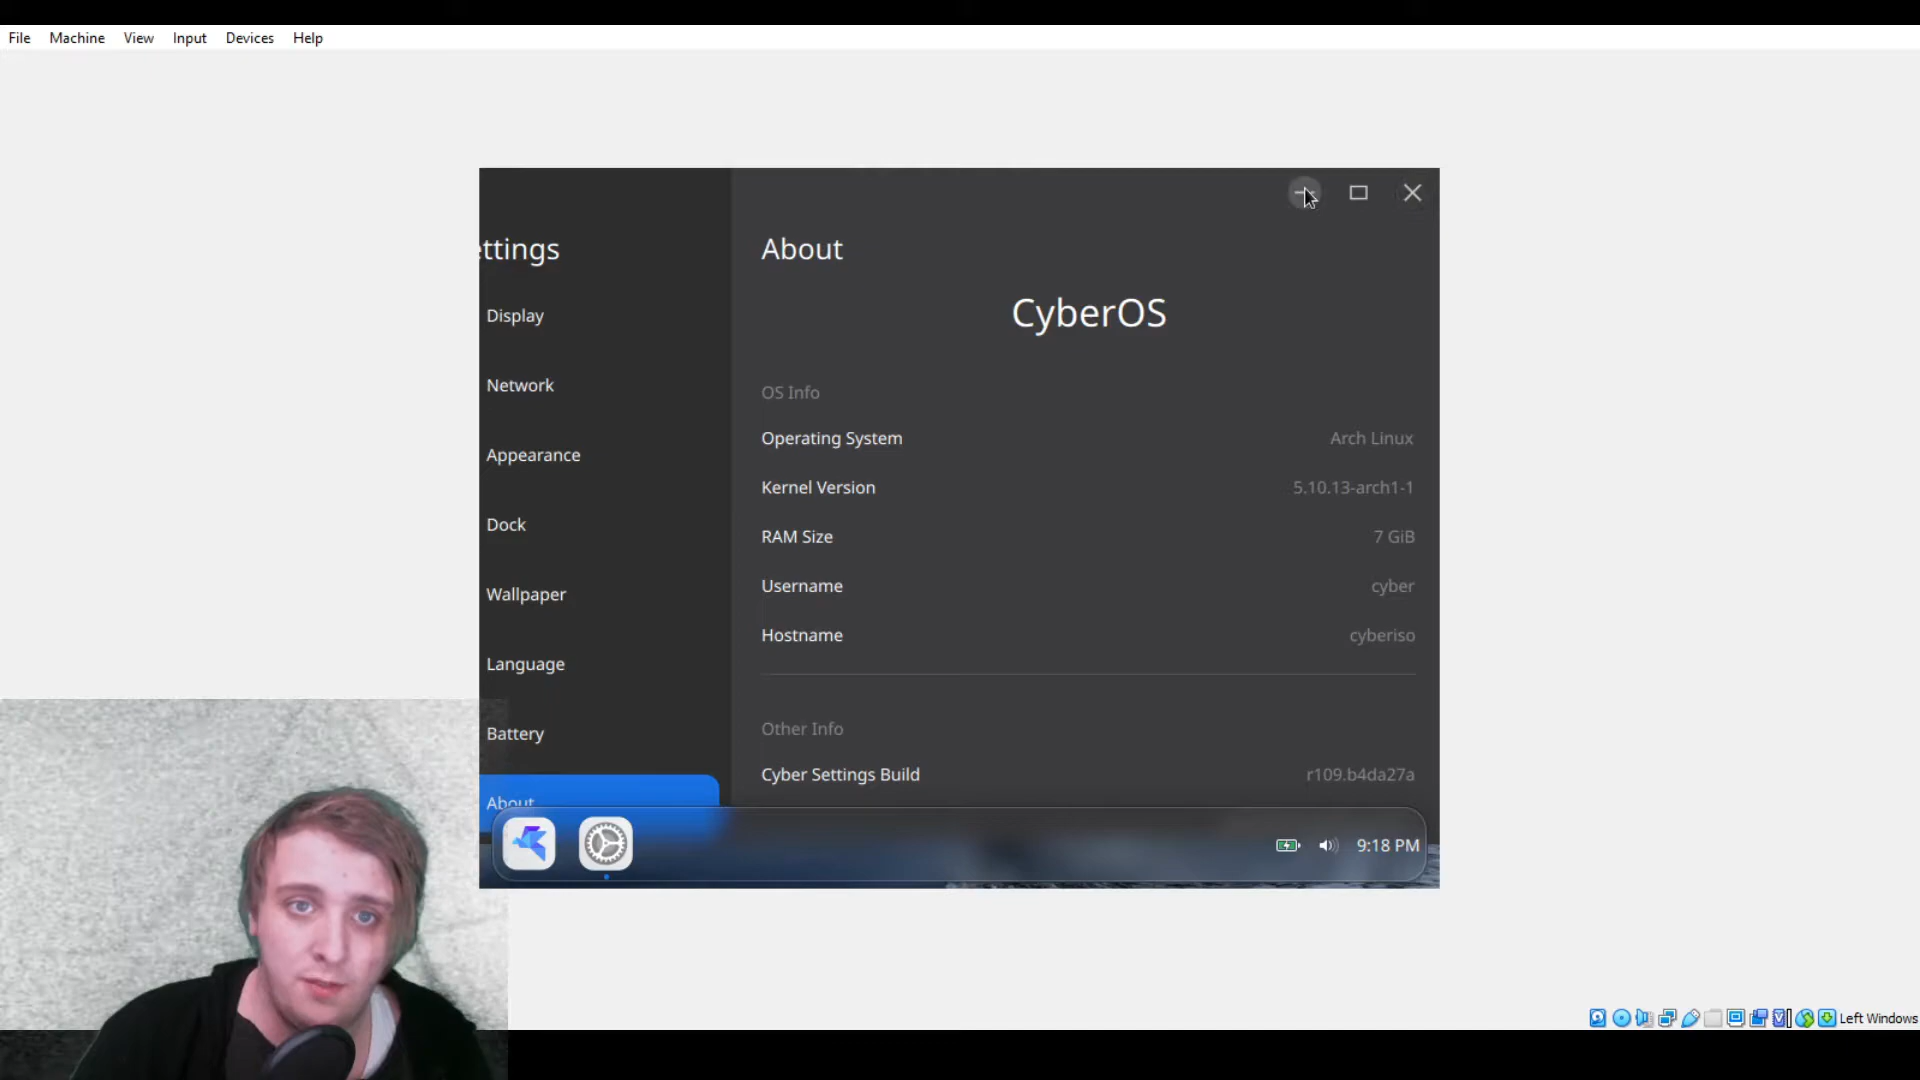 File Machine View Input Devices Help
ettings
Display
Network
Appearance
Dock
Wallpaper
Language
Battery
About
About
CyberOS
OS Info
Operating System Arch Linux
Kernel Version 5.10.13-arch1-1
RAM Size 7 GiB
Username cyber
Hostname cyberiso
Other Info
Cyber Settings Build r109.b4da27a
9:18 PM
Left Windows